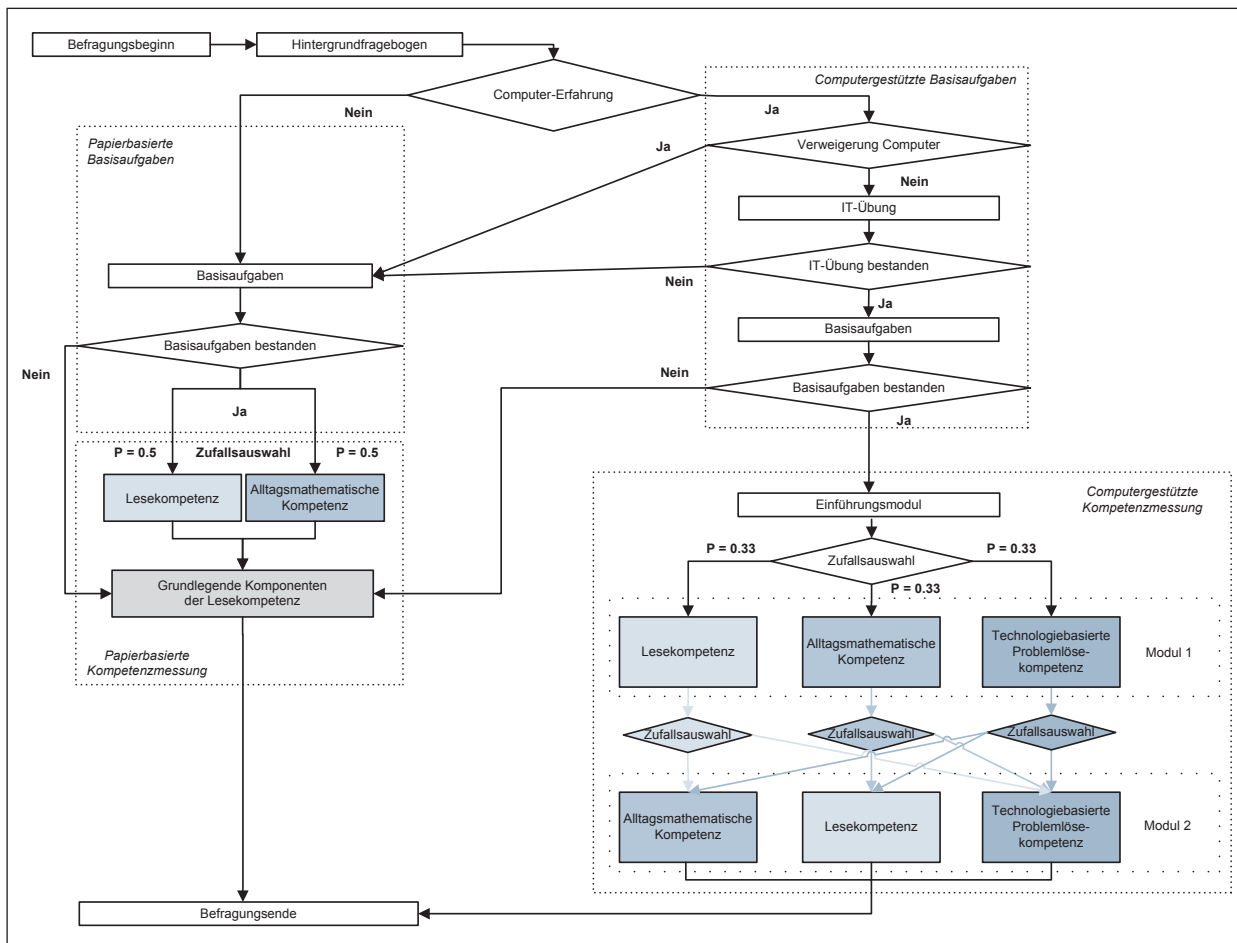 Befragungsbeginn
Hintergrundfragebogen
Computer-Erfahrung
Nein
Ja
Computergestützte Basisaufgaben
Verweigerung Computer
Ja
Nein
IT-Übung
IT-Übung bestanden
Nein
Ja
Basisaufgaben
Basisaufgaben bestanden
Nein
Ja
Papierbasierte
Basisaufgaben
Basisaufgaben
Basisaufgaben bestanden
Nein
Ja
P = 0.5
Zufallsauswahl
P = 0.5
Lesekompetenz
Alltagsmathematische
Kompetenz
Grundlegende Komponenten
der Lesekompetenz
Papierbasierte
Kompetenzmessung
Computergestützte
Kompetenzmessung
Einführungsmodul
Zufallsauswahl
P = 0.33
P = 0.33
P = 0.33
Lesekompetenz
Alltagsmathematische
Kompetenz
Technologiebasierte
Problemlöse-
kompetenz
Modul 1
Zufallsauswahl
Zufallsauswahl
Zufallsauswahl
Alltagsmathematische
Kompetenz
Lesekompetenz
Technologiebasierte
Problemlöse-
kompetenz
Modul 2
Befragungsende